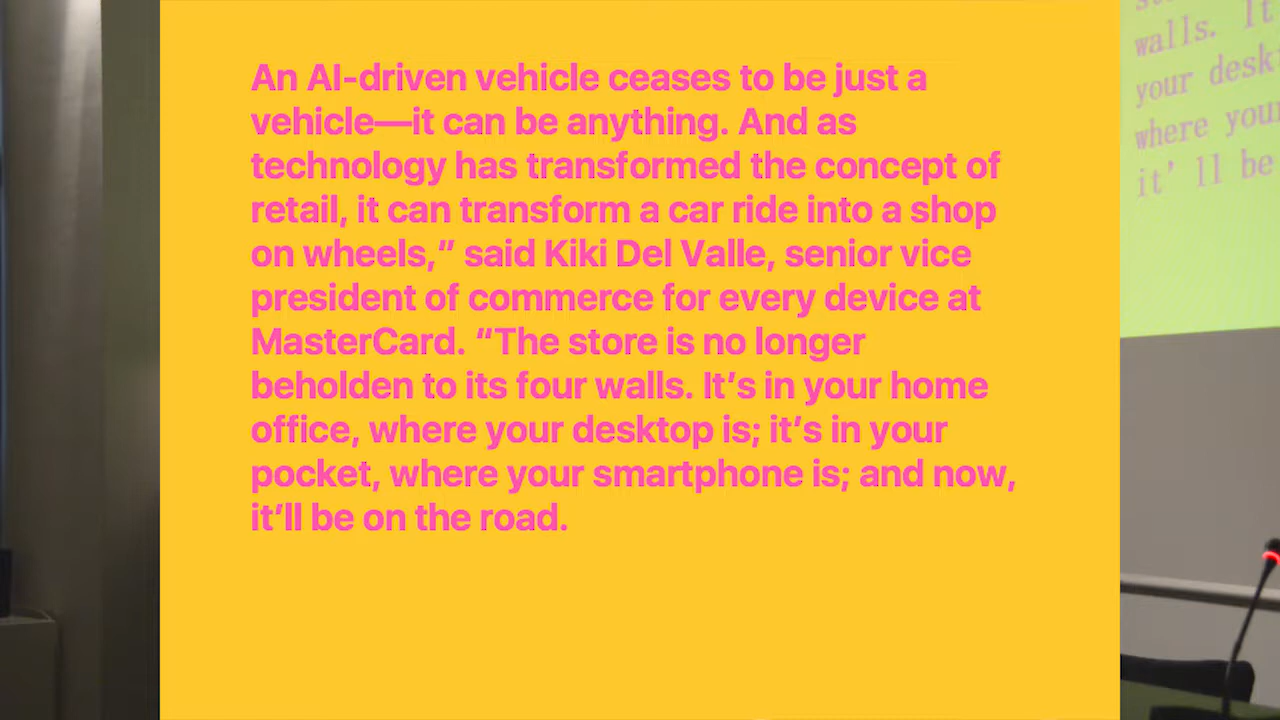 An AI-driven vehicle ceases to be just a
vehicle—it can be anything. And as
technology has transformed the concept of
retail, it can transform a car ride into a shop
on wheels,” said Kiki Del Valle, senior vice
president of commerce for every device at
MasterCard. “The store is no longer
beholden to its four walls. It’s in your home
office, where your desktop is; it’s in your
pocket, where your smartphone is; and now,
it’ll be on the road.
walls. It
your desk
where your
it’ ll be